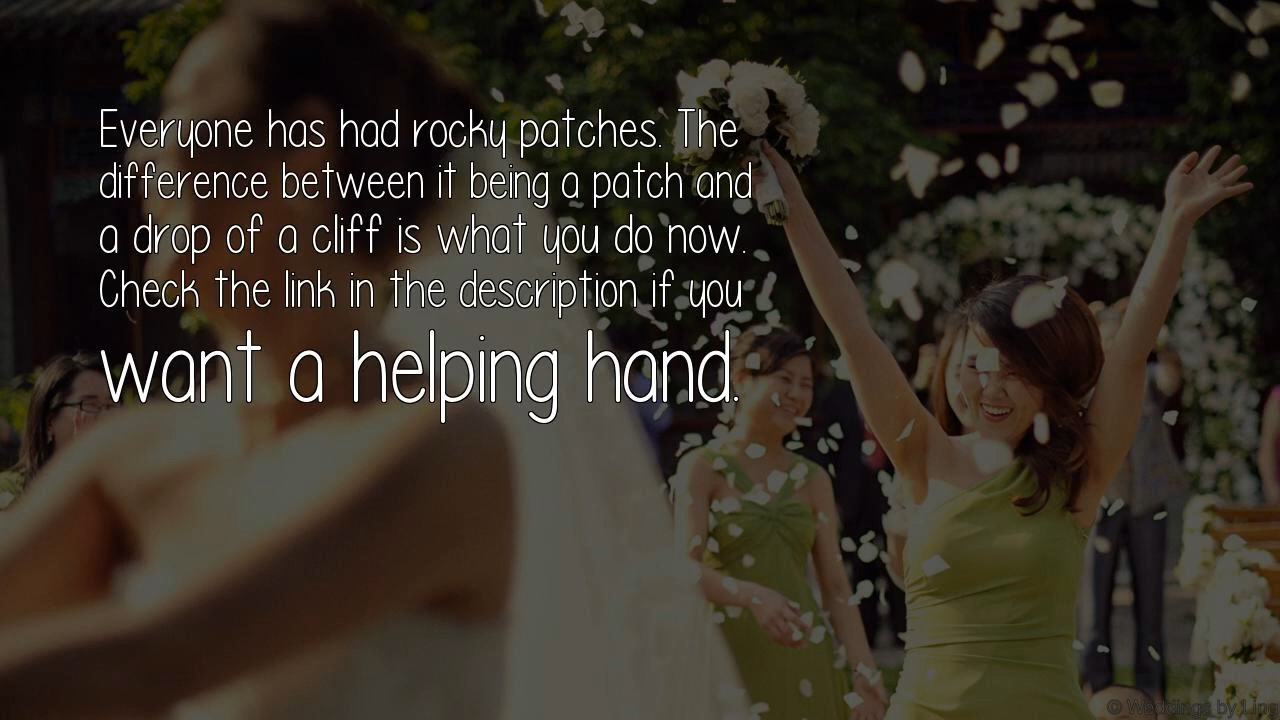 Everyone has had rocky patches. The
difference between it being a patch and
a drop of a cliff is what you do now.
Check the link in the description if you
want a helping hand.
© Weddings by Ling